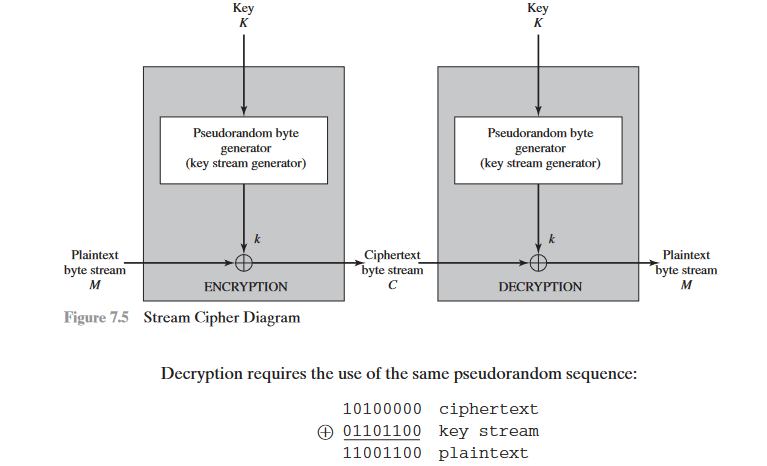 Key
K
Key
K
Pseudorandom byte
generator
(key stream generator)
Pseudorandom byte
generator
(key stream generator)
k
k
Plaintext
byte stream
M
Ciphertext
byte stream
C
Plaintext
byte stream
M
ENCRYPTION
DECRYPTION
Figure 7.5 Stream Cipher Diagram
Decryption requires the use of the same pseudorandom sequence:
10100000 ciphertext
⊕ 01101100 key stream
11001100 plaintext